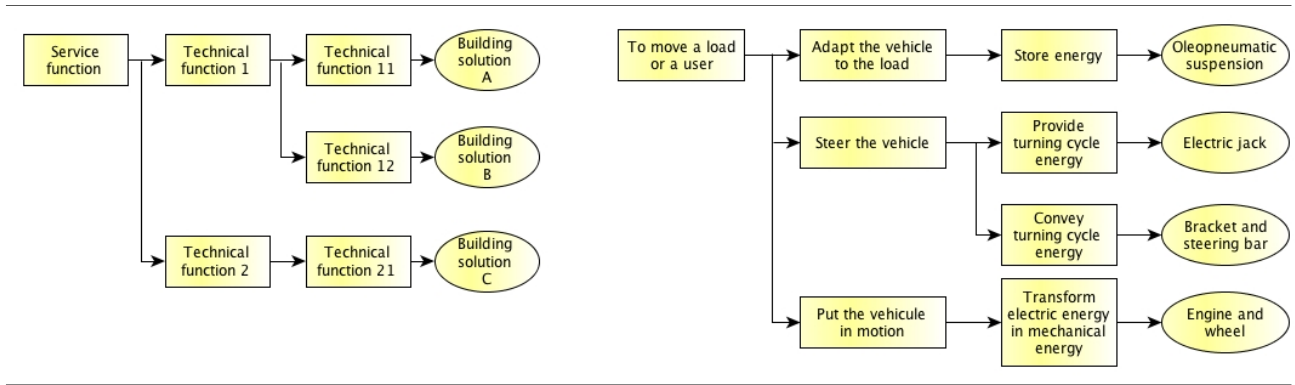 Service
function
Technical
function 1
Technical
function 11
Building
solution
A
Technical
function 12
Building
solution
B
Technical
function 2
Technical
function 21
Building
solution
C
To move a load
or a user
Adapt the vehicle
to the load
Store energy
Oleopneumatic
suspension
Steer the vehicle
Provide
turning cycle
energy
Electric jack
Convey
turning cycle
energy
Bracket and
steering bar
Put the vehicule
in motion
Transform
electric energy
in mechanical
energy
Engine and
wheel